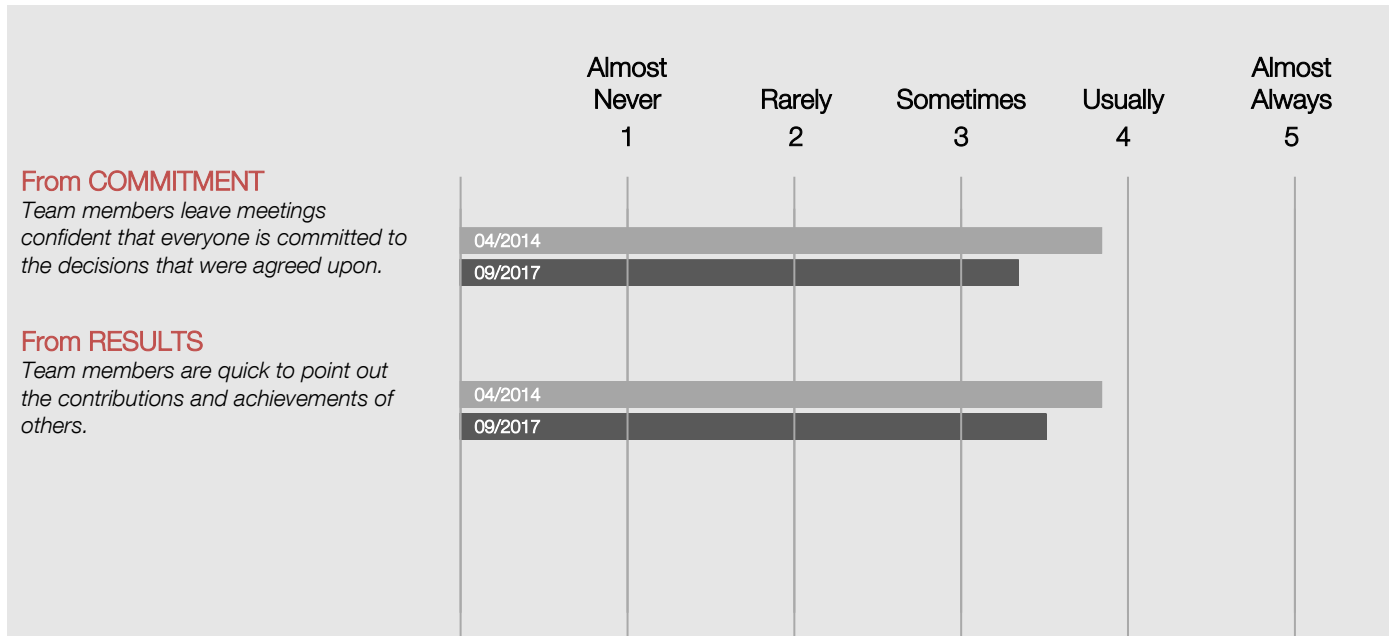 Almost
Never
Rarely
Sometimes
Usually
Almost
Always
1
2
3
4
5
From COMMITMENT
Team members leave meetings
confident that everyone is committed to
the decisions that were agreed upon.
04/2014
09/2017
From RESULTS
Team members are quick to point out
the contributions and achievements of
others.
04/2014
09/2017